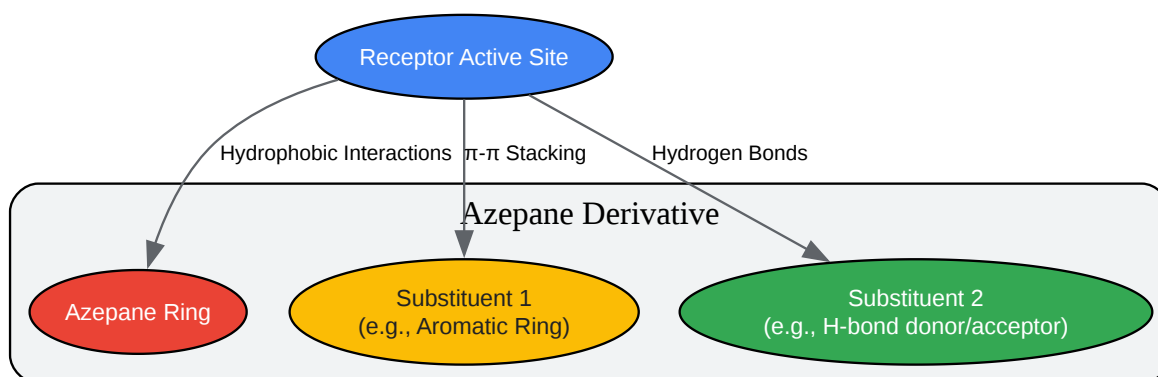 Receptor Active Site
Hydrophobic Interactions
π-π Stacking
Hydrogen Bonds
Azepane Derivative
Azepane Ring
Substituent 1
(e.g., Aromatic Ring)
Substituent 2
(e.g., H-bond donor/acceptor)